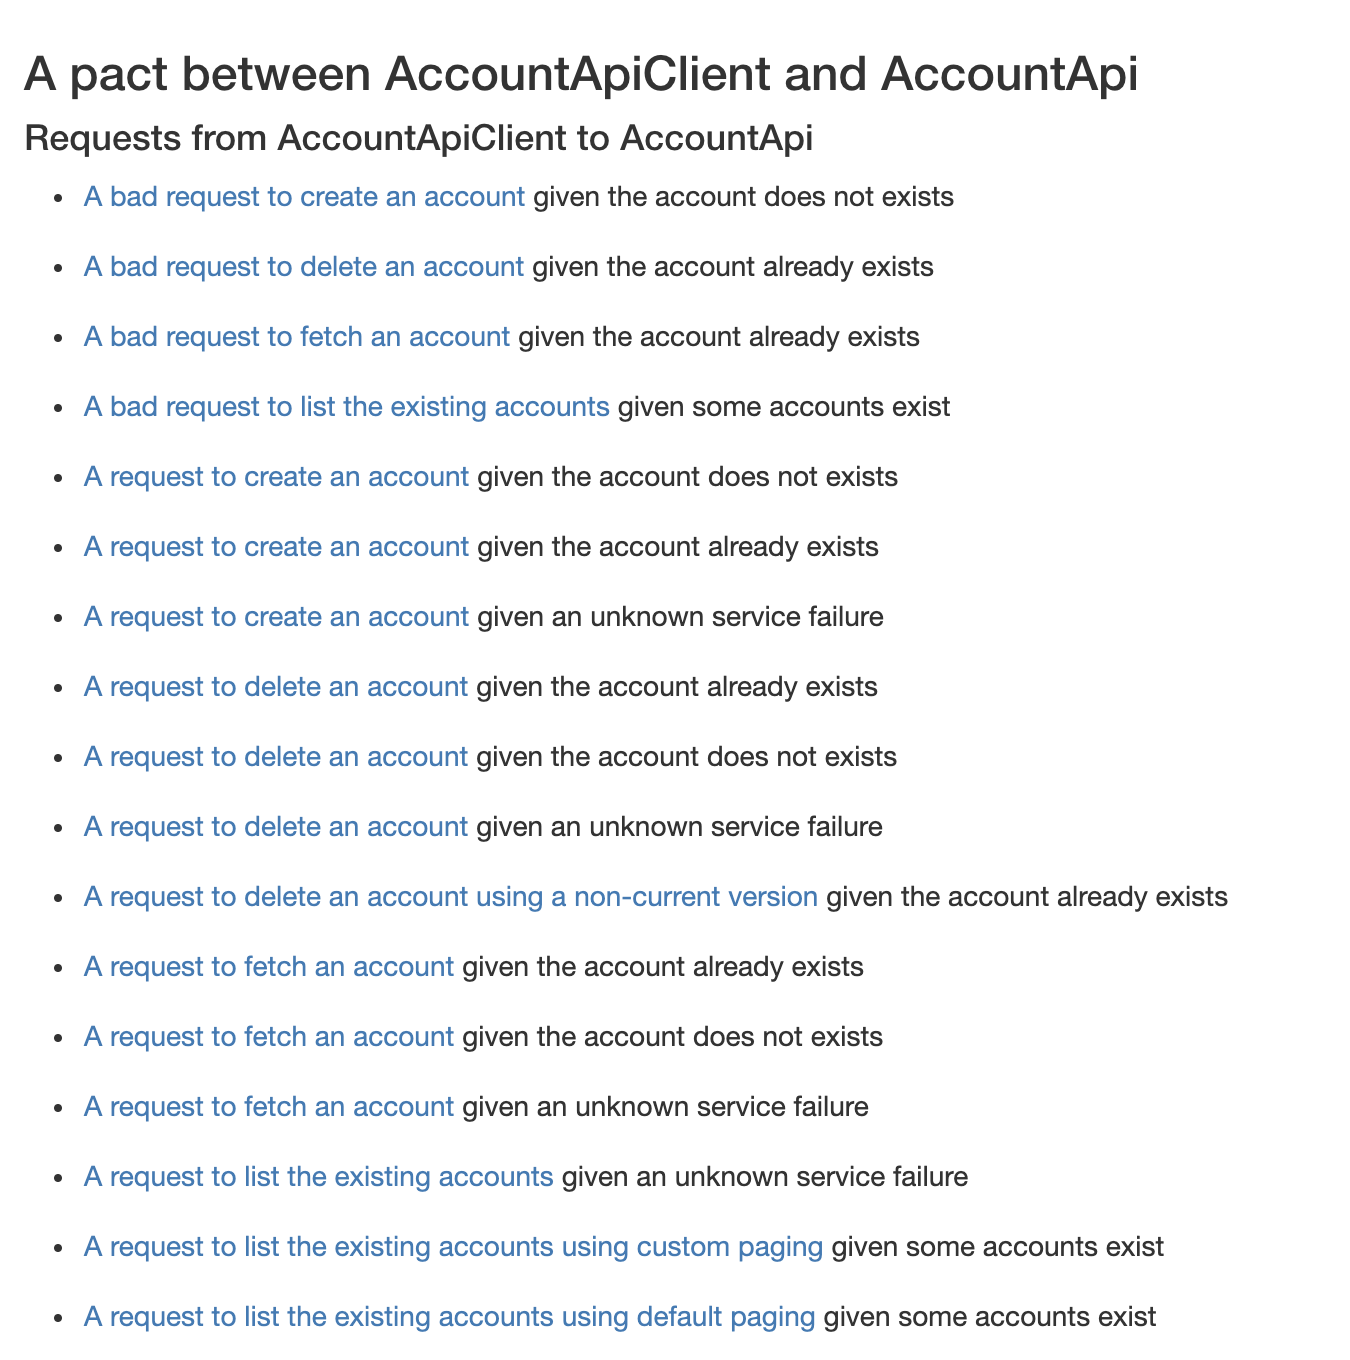 A pact between AccountApiClient and AccountApi
Requests from AccountApiClient to AccountApi
• A bad request to create an account given the account does not exists
• A bad request to delete an account given the account already exists
• A bad request to fetch an account given the account already exists
• A bad request to list the existing accounts given some accounts exist
• A request to create an account given the account does not exists
• A request to create an account given the account already exists
• A request to create an account given an unknown service failure
• A request to delete an account given the account already exists
• A request to delete an account given the account does not exists
• A request to delete an account given an unknown service failure
• A request to delete an account using a non-current version given the account already exists
• A request to fetch an account given the account already exists
• A request to fetch an account given the account does not exists
• A request to fetch an account given an unknown service failure
• A request to list the existing accounts given an unknown service failure
• A request to list the existing accounts using custom paging given some accounts exist
• A request to list the existing accounts using default paging given some accounts exist